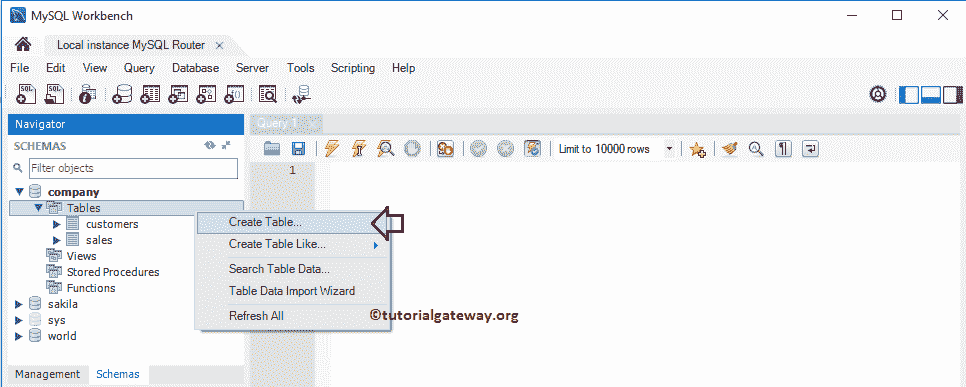 MySQL Workbench
Local instance MySQL Router
File Edit View Query Database Server Tools Scripting Help
Navigator
Query 1
SCHEMAS
Limit to 10000 rows
Filter objects
1
company
Tables
customers
sales
Views
Stored Procedures
Functions
sakila
sys
world
Create Table...
Create Table Like...
Search Table Data...
Table Data Import Wizard
Refresh All
©tutorialgateway.org
Management Schemas